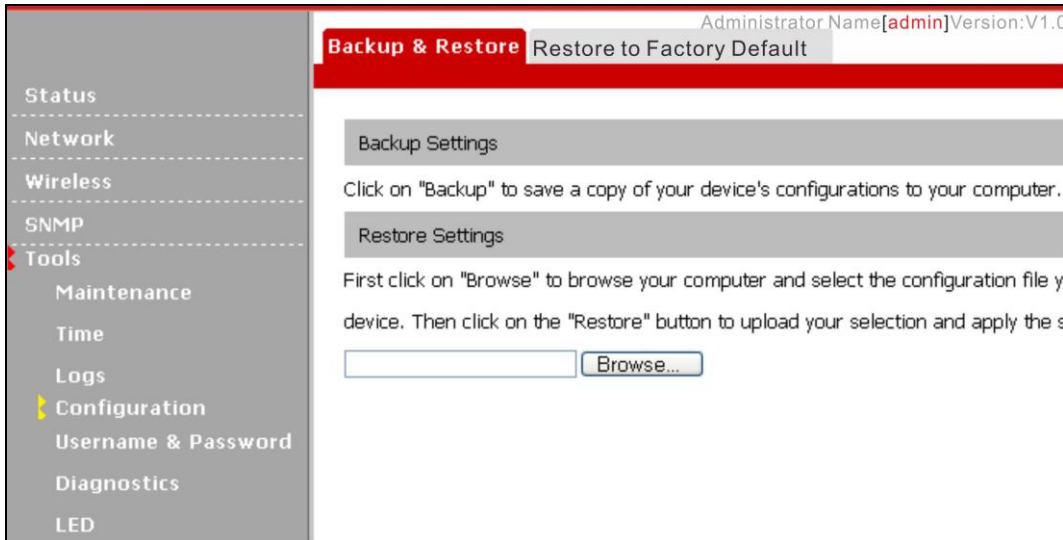 Administrator Name[admin]Version:V1.0
Backup & Restore Restore to Factory Default
Status
Network
Wireless
SNMP
Tools
Maintenance
Time
Logs
Configuration
Username & Password
Diagnostics
LED
Backup Settings
Click on "Backup" to save a copy of your device's configurations to your computer.
Restore Settings
First click on "Browse" to browse your computer and select the configuration file y
device. Then click on the "Restore" button to upload your selection and apply the s
Browse...